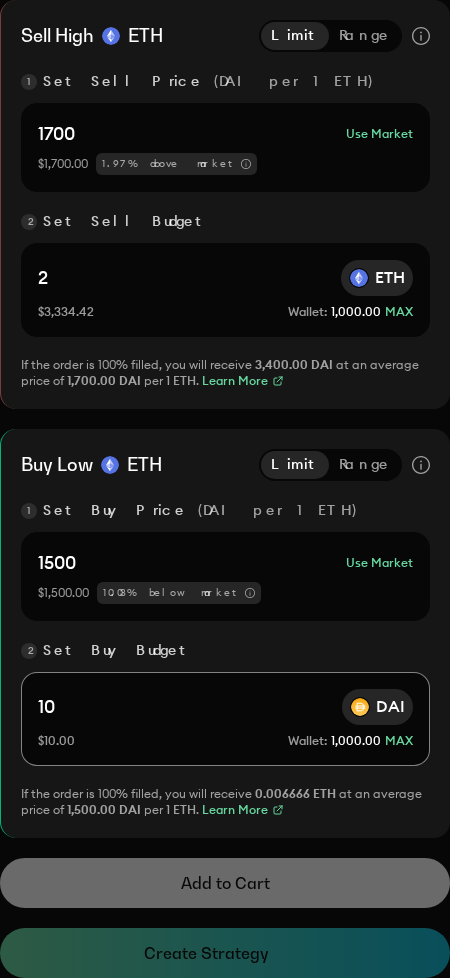 Sell High ETH Limit Range
1 Set Sell Price (DAI per 1 ETH)
1700 Use Market
$1,700.00 1.97% above market
2 Set Sell Budget
2 ETH
$3,334.42 Wallet: 1,000.00 MAX
If the order is 100% filled, you will receive 3,400.00 DAI at an average
price of 1,700.00 DAI per 1 ETH. Learn More
Buy Low ETH Limit Range
1 Set Buy Price (DAI per 1 ETH)
1500 Use Market
$1,500.00 10.03% below market
2 Set Buy Budget
10 DAI
$10.00 Wallet: 1,000.00 MAX
If the order is 100% filled, you will receive 0.006666 ETH at an average
price of 1,500.00 DAI per 1 ETH. Learn More
Add to Cart
Create Strategy